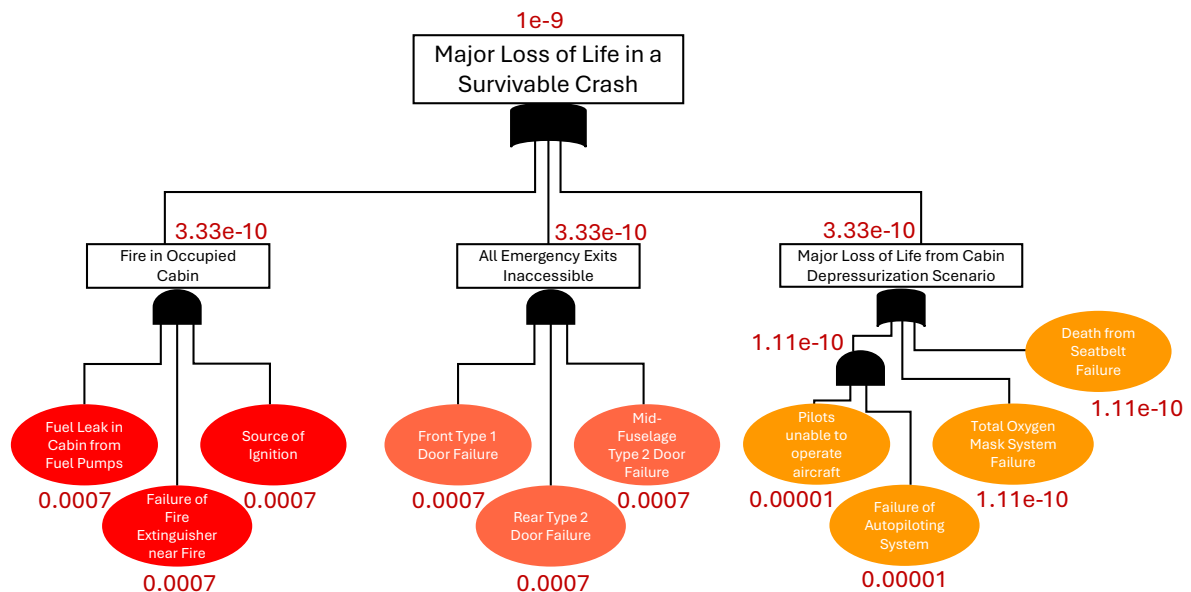 1e-9
Major Loss of Life in a
Survivable Crash
3.33e-10
Fire in Occupied
Cabin
3.33e-10
All Emergency Exits
Inaccessible
3.33e-10
Major Loss of Life from Cabin
Depressurization Scenario
Fuel Leak in
Cabin from
Fuel Pumps
0.0007
Failure of
Fire
Extinguisher
near Fire
0.0007
Source of
Ignition
0.0007
Front Type 1
Door Failure
0.0007
Rear Type 2
Door Failure
0.0007
Mid-
Fuselage
Type 2 Door
Failure
0.0007
1.11e-10
Pilots
unable to
operate
aircraft
0.00001
Failure of
Autopiloting
System
0.00001
Total Oxygen
Mask System
Failure
1.11e-10
Death from
Seatbelt
Failure
1.11e-10